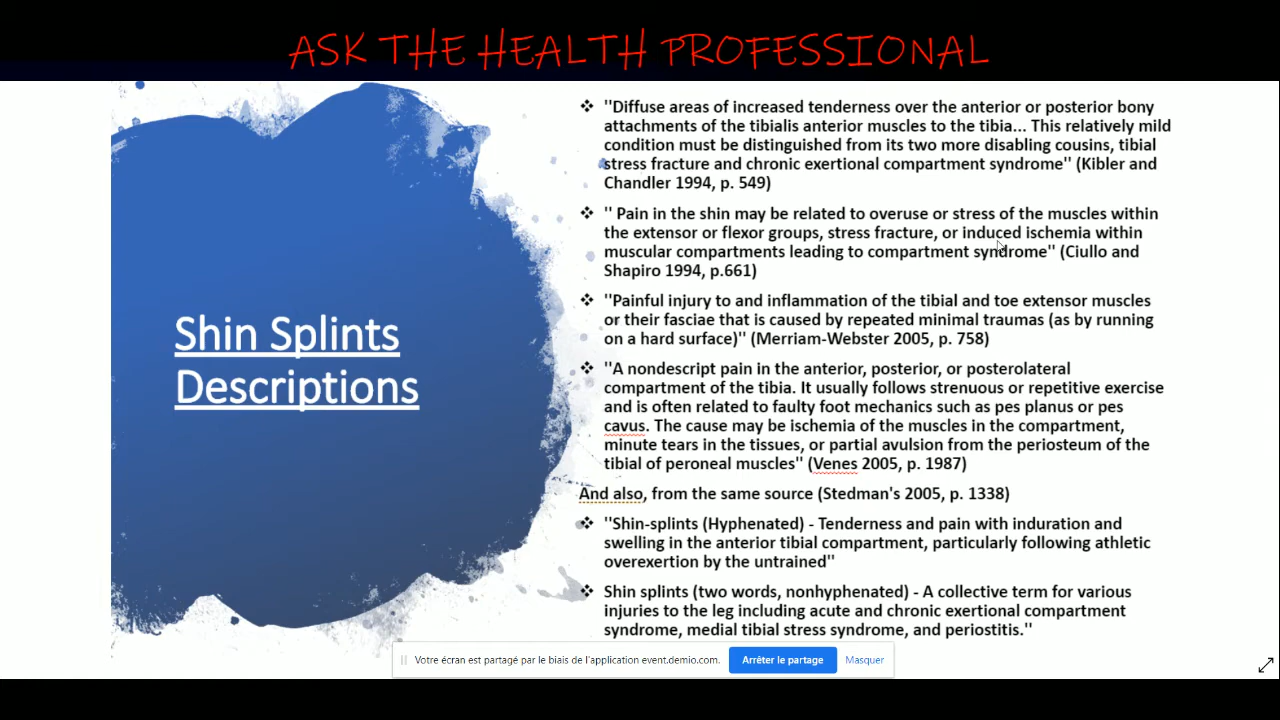 ASK THE HEALTH PROFESSIONAL
Shin Splints
Descriptions
❖ "Diffuse areas of increased tenderness over the anterior or posterior bony
attachments of the tibialis anterior muscles to the tibia... This relatively mild
condition must be distinguished from its two more disabling cousins, tibial
stress fracture and chronic exertional compartment syndrome" (Kibler and
Chandler 1994, p. 549)
❖ " Pain in the shin may be related to overuse or stress of the muscles within
the extensor or flexor groups, stress fracture, or induced ischemia within
muscular compartments leading to compartment syndrome" (Ciullo and
Shapiro 1994, p.661)
❖ "Painful injury to and inflammation of the tibial and toe extensor muscles
or their fasciae that is caused by repeated minimal traumas (as by running
on a hard surface)" (Merriam-Webster 2005, p. 758)
❖ "A nondescript pain in the anterior, posterior, or posterolateral
compartment of the tibia. It usually follows strenuous or repetitive exercise
and is often related to faulty foot mechanics such as pes planus or pes
cavus. The cause may be ischemia of the muscles in the compartment,
minute tears in the tissues, or partial avulsion from the periosteum of the
tibial of peroneal muscles" (Venes 2005, p. 1987)
And also, from the same source (Stedman's 2005, p. 1338)
❖ "Shin-splints (Hyphenated) - Tenderness and pain with induration and
swelling in the anterior tibial compartment, particularly following athletic
overexertion by the untrained"
❖ Shin splints (two words, nonhyphenated) - A collective term for various
injuries to the leg including acute and chronic exertional compartment
syndrome, medial tibial stress syndrome, and periostitis."
Votre écran est partagé par le biais de l'application event.demio.com. Arrêter le partage Masquer